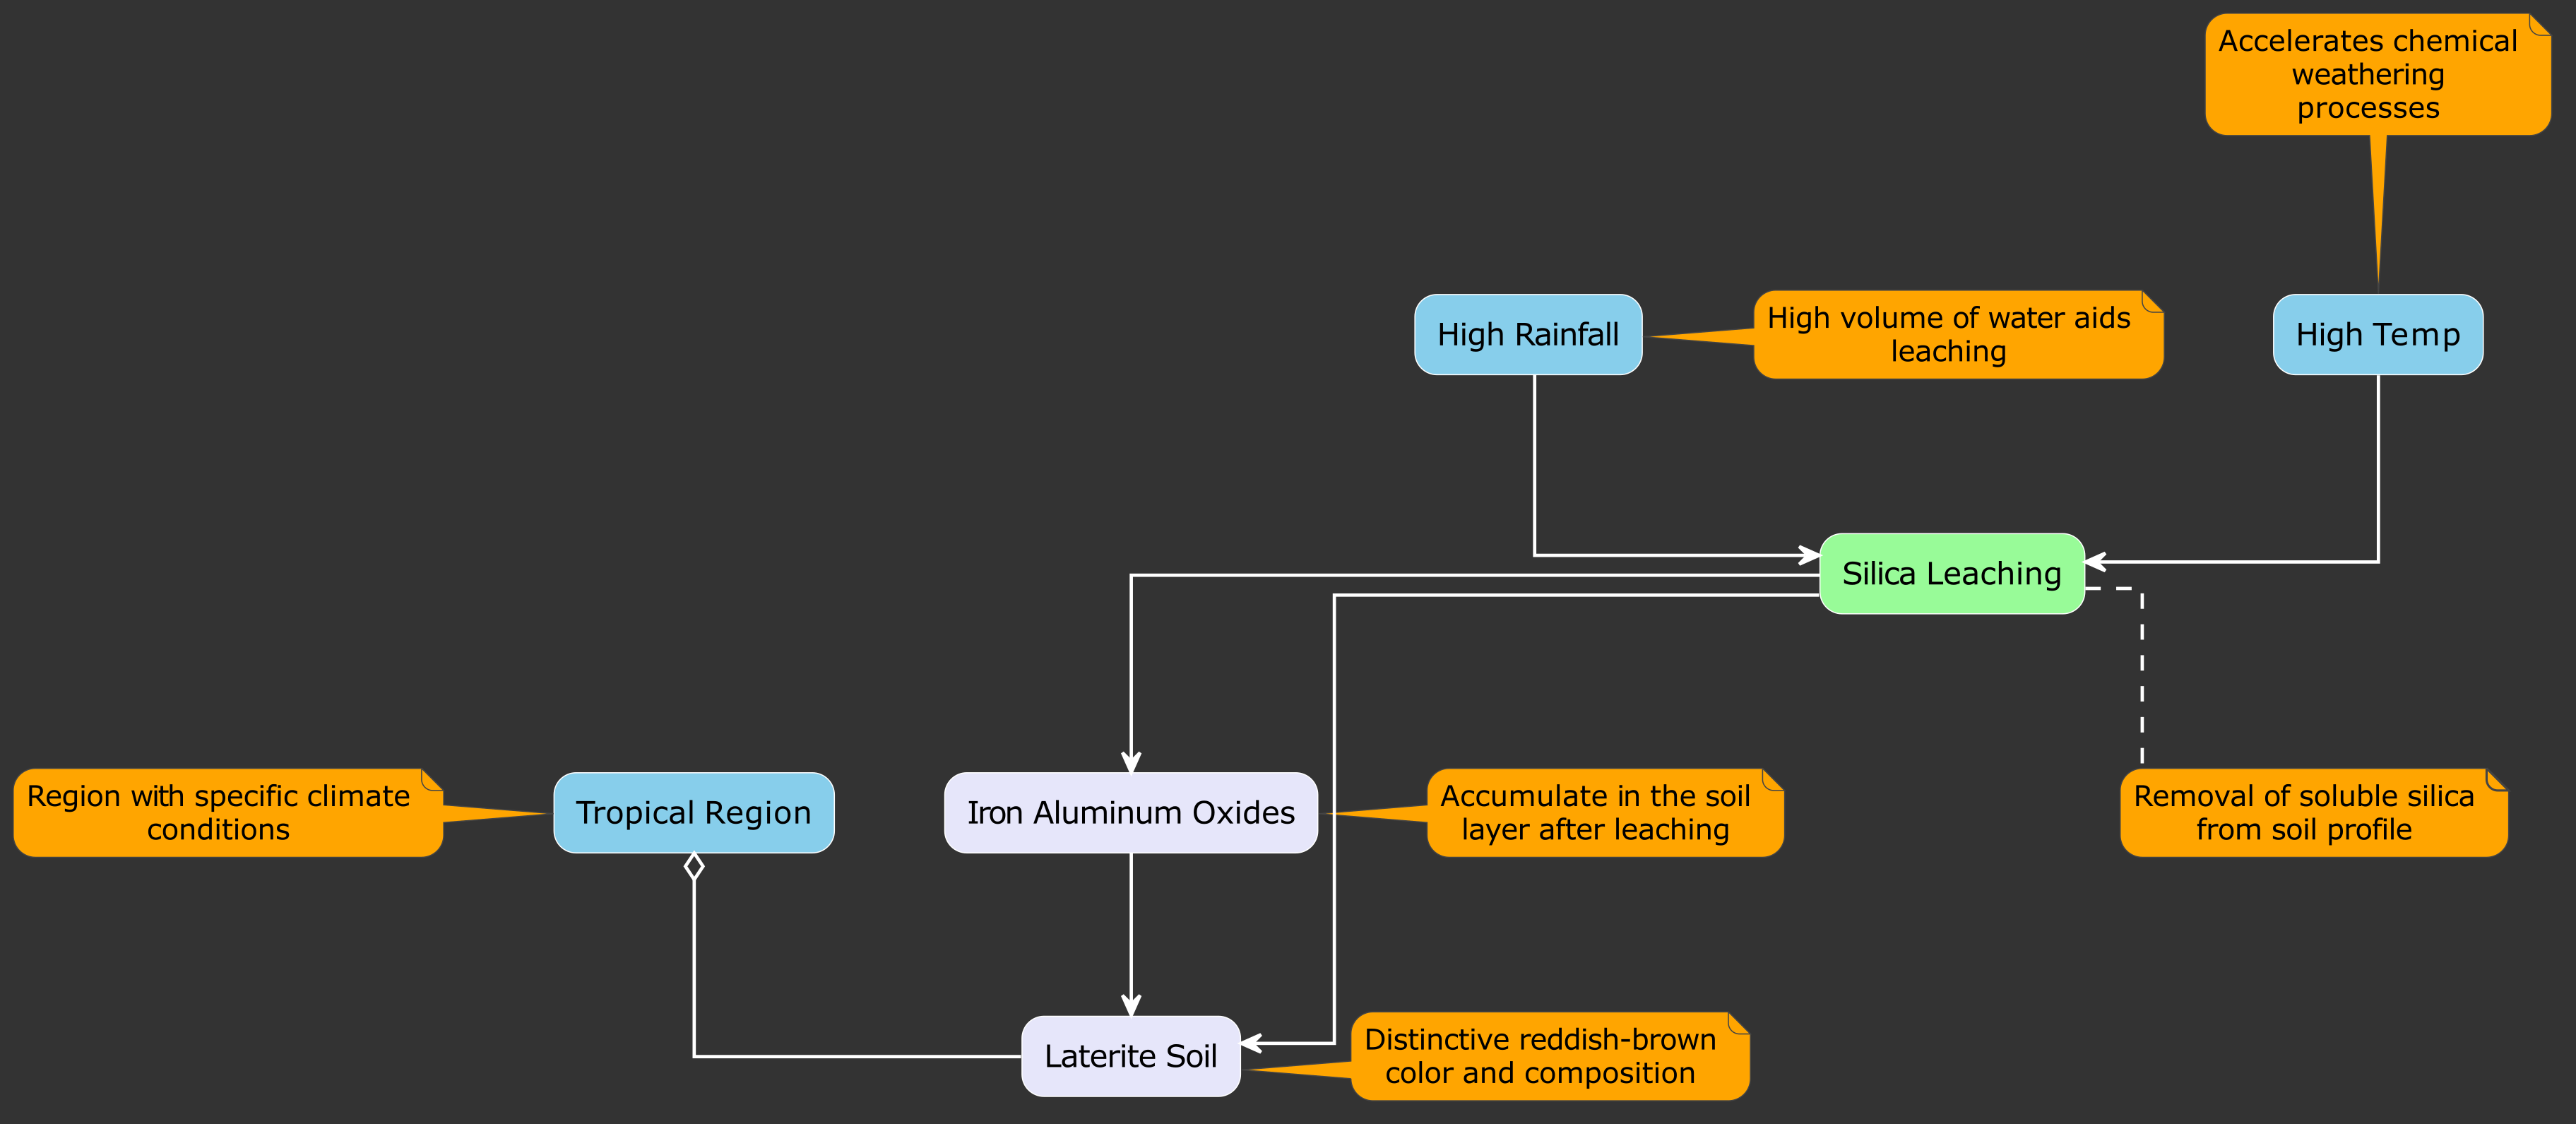 Accelerates chemical
weathering
processes
High Rainfall
High volume of water aids
leaching
High Temp
Silica Leaching
Region with specific climate
conditions
Tropical Region
Iron Aluminum Oxides
Accumulate in the soil
layer after leaching
Removal of soluble silica
from soil profile
Laterite Soil
Distinctive reddish-brown
color and composition